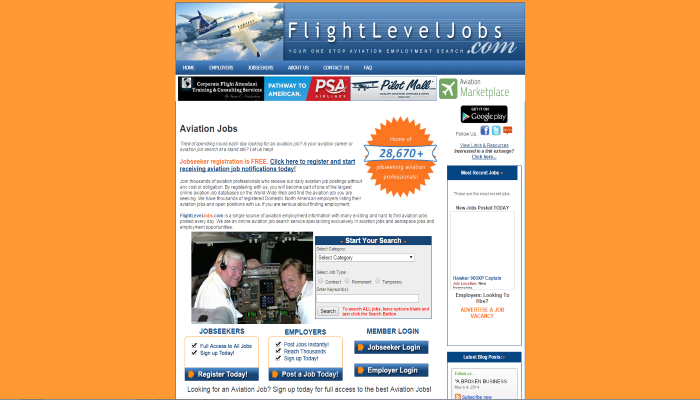 FlightLevelJobs
.com
YOUR ONE STOP AVIATION EMPLOYMENT SEARCH
HOME EMPLOYERS JOBSEEKERS ABOUT US CONTACT US FAQ
Corporate Flight Attendant
Training & Consulting Services
PATHWAY TO
AMERICAN.
PSA
AIRLINES
Pilot Mall
.com
Aviation
Marketplace
GET IT ON
Google play
Follow Us:
View Links & Resources
Interested in a link exchange?
Click here...
Aviation Jobs
Tired of spending hours each day looking for an aviation job? Is your aviation career or
aviation job search at a stand still? Let us help!
Home of
28,670+
jobseeking aviation
professionals!
Jobseeker registration is FREE. Click here to register and start
receiving aviation job notifications today!
Join thousands of aviation professionals who receive our daily aviation job postings without
any cost or obligation. By registering with us, you will become part of one of the largest
online aviation job database on the World Wide Web and find the aviation job you are
seeking. We have thousands of registered Domestic North American employers listing their
aviation jobs and open positions with us. If you are serious about finding employment,
FlightLevelJobs.com is a single source of aviation employment information with many exciting and hard to find aviation jobs
posted every day. We are an online aviation job search service specializing exclusively in aviation jobs and aerospace jobs and
employment opportunities.
- Start Your Search -
Select Category:
Select Category
Select Job Type:
Contract Permanent Temporary
Enter Keyword(s):
Search
To search ALL jobs, leave options blank and
just click the Search Button
JOBSEEKERS
Full Access to All Jobs
Sign up Today!
Register Today!
EMPLOYERS
Post Jobs Instantly!
Reach Thousands
Sign up Today!
Post a Job Today!
MEMBER LOGIN
Jobseeker Login
Employer Login
Looking for an Aviation Job? Sign up today for full access to the best Aviation Jobs!
Most Recent Jobs -
These are the most recent jobs.
New Jobs Posted TODAY
Hawker 900XP Captain
Job Location: New
Employers: Looking To
Hire?
ADVERTISE A JOB
VACANCY
Latest Blog Posts: -
Follow us..
"A BROKEN BUSINESS
March 4, 2014
Subscribe now